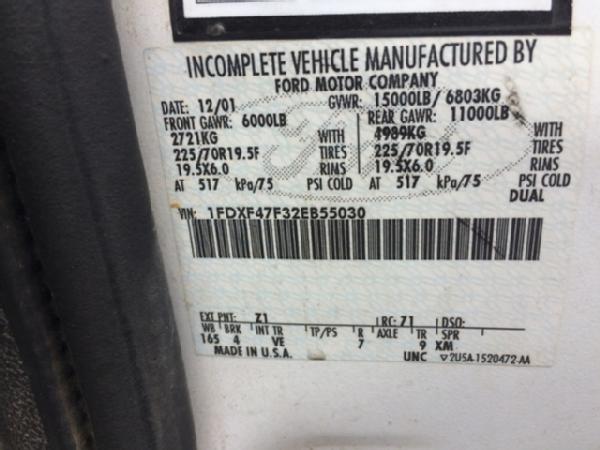 INCOMPLETE VEHICLE MANUFACTURED BY
FORD MOTOR COMPANY
DATE: 12/01 GVWR: 15000LB/ 6803KG
FRONT GAWR: 6000LB REAR GAWR: 11000LB
2721KG WITH 4989KG WITH
225/70R19.5F TIRES 225/70R19.5F TIRES
19.5X6.0 RIMS 19.5X6.0 RIMS
AT 517 kPa/75 PSI COLD AT 517 kPa/75 PSI COLD
DUAL
VIN: 1FDXF47F32EB55030
EXT PNT: Z1 RC: 71 DSO:
WB BRK INT TR TP/PS R AXLE TR SPR
165 4 VE 7 9 KM
MADE IN U.S.A. UNC ▽2USA-1520472-AA